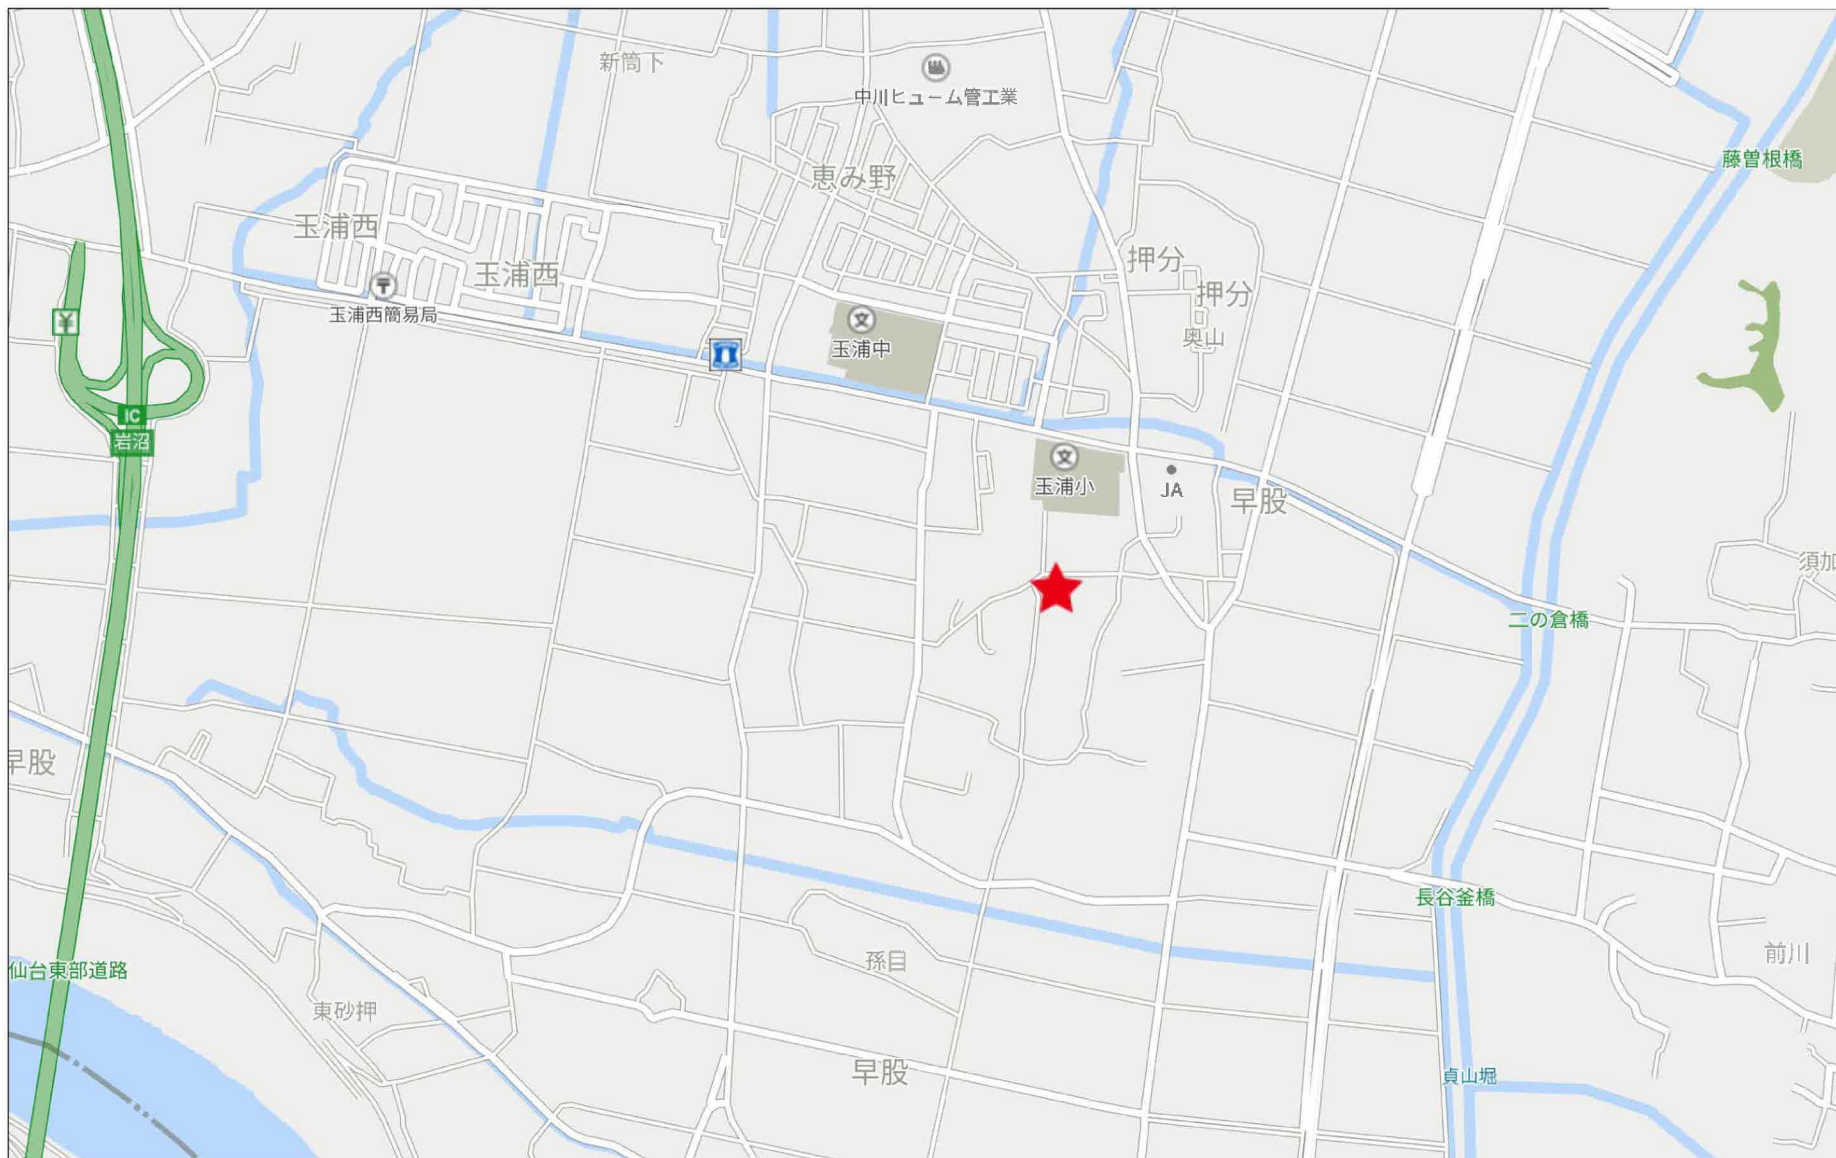 新筒下
中川ヒューム管工業
藤曽根橋
恵み野
玉浦西
押分
玉浦西
押分
玉浦西簡易局
奥山
¥
文
玉浦中
IC
岩沼
文
玉浦小
JA
早股
須加
二の倉橋
早股
長谷釜橋
前川
孫目
仙台東部道路
東砂押
早股
貞山堀